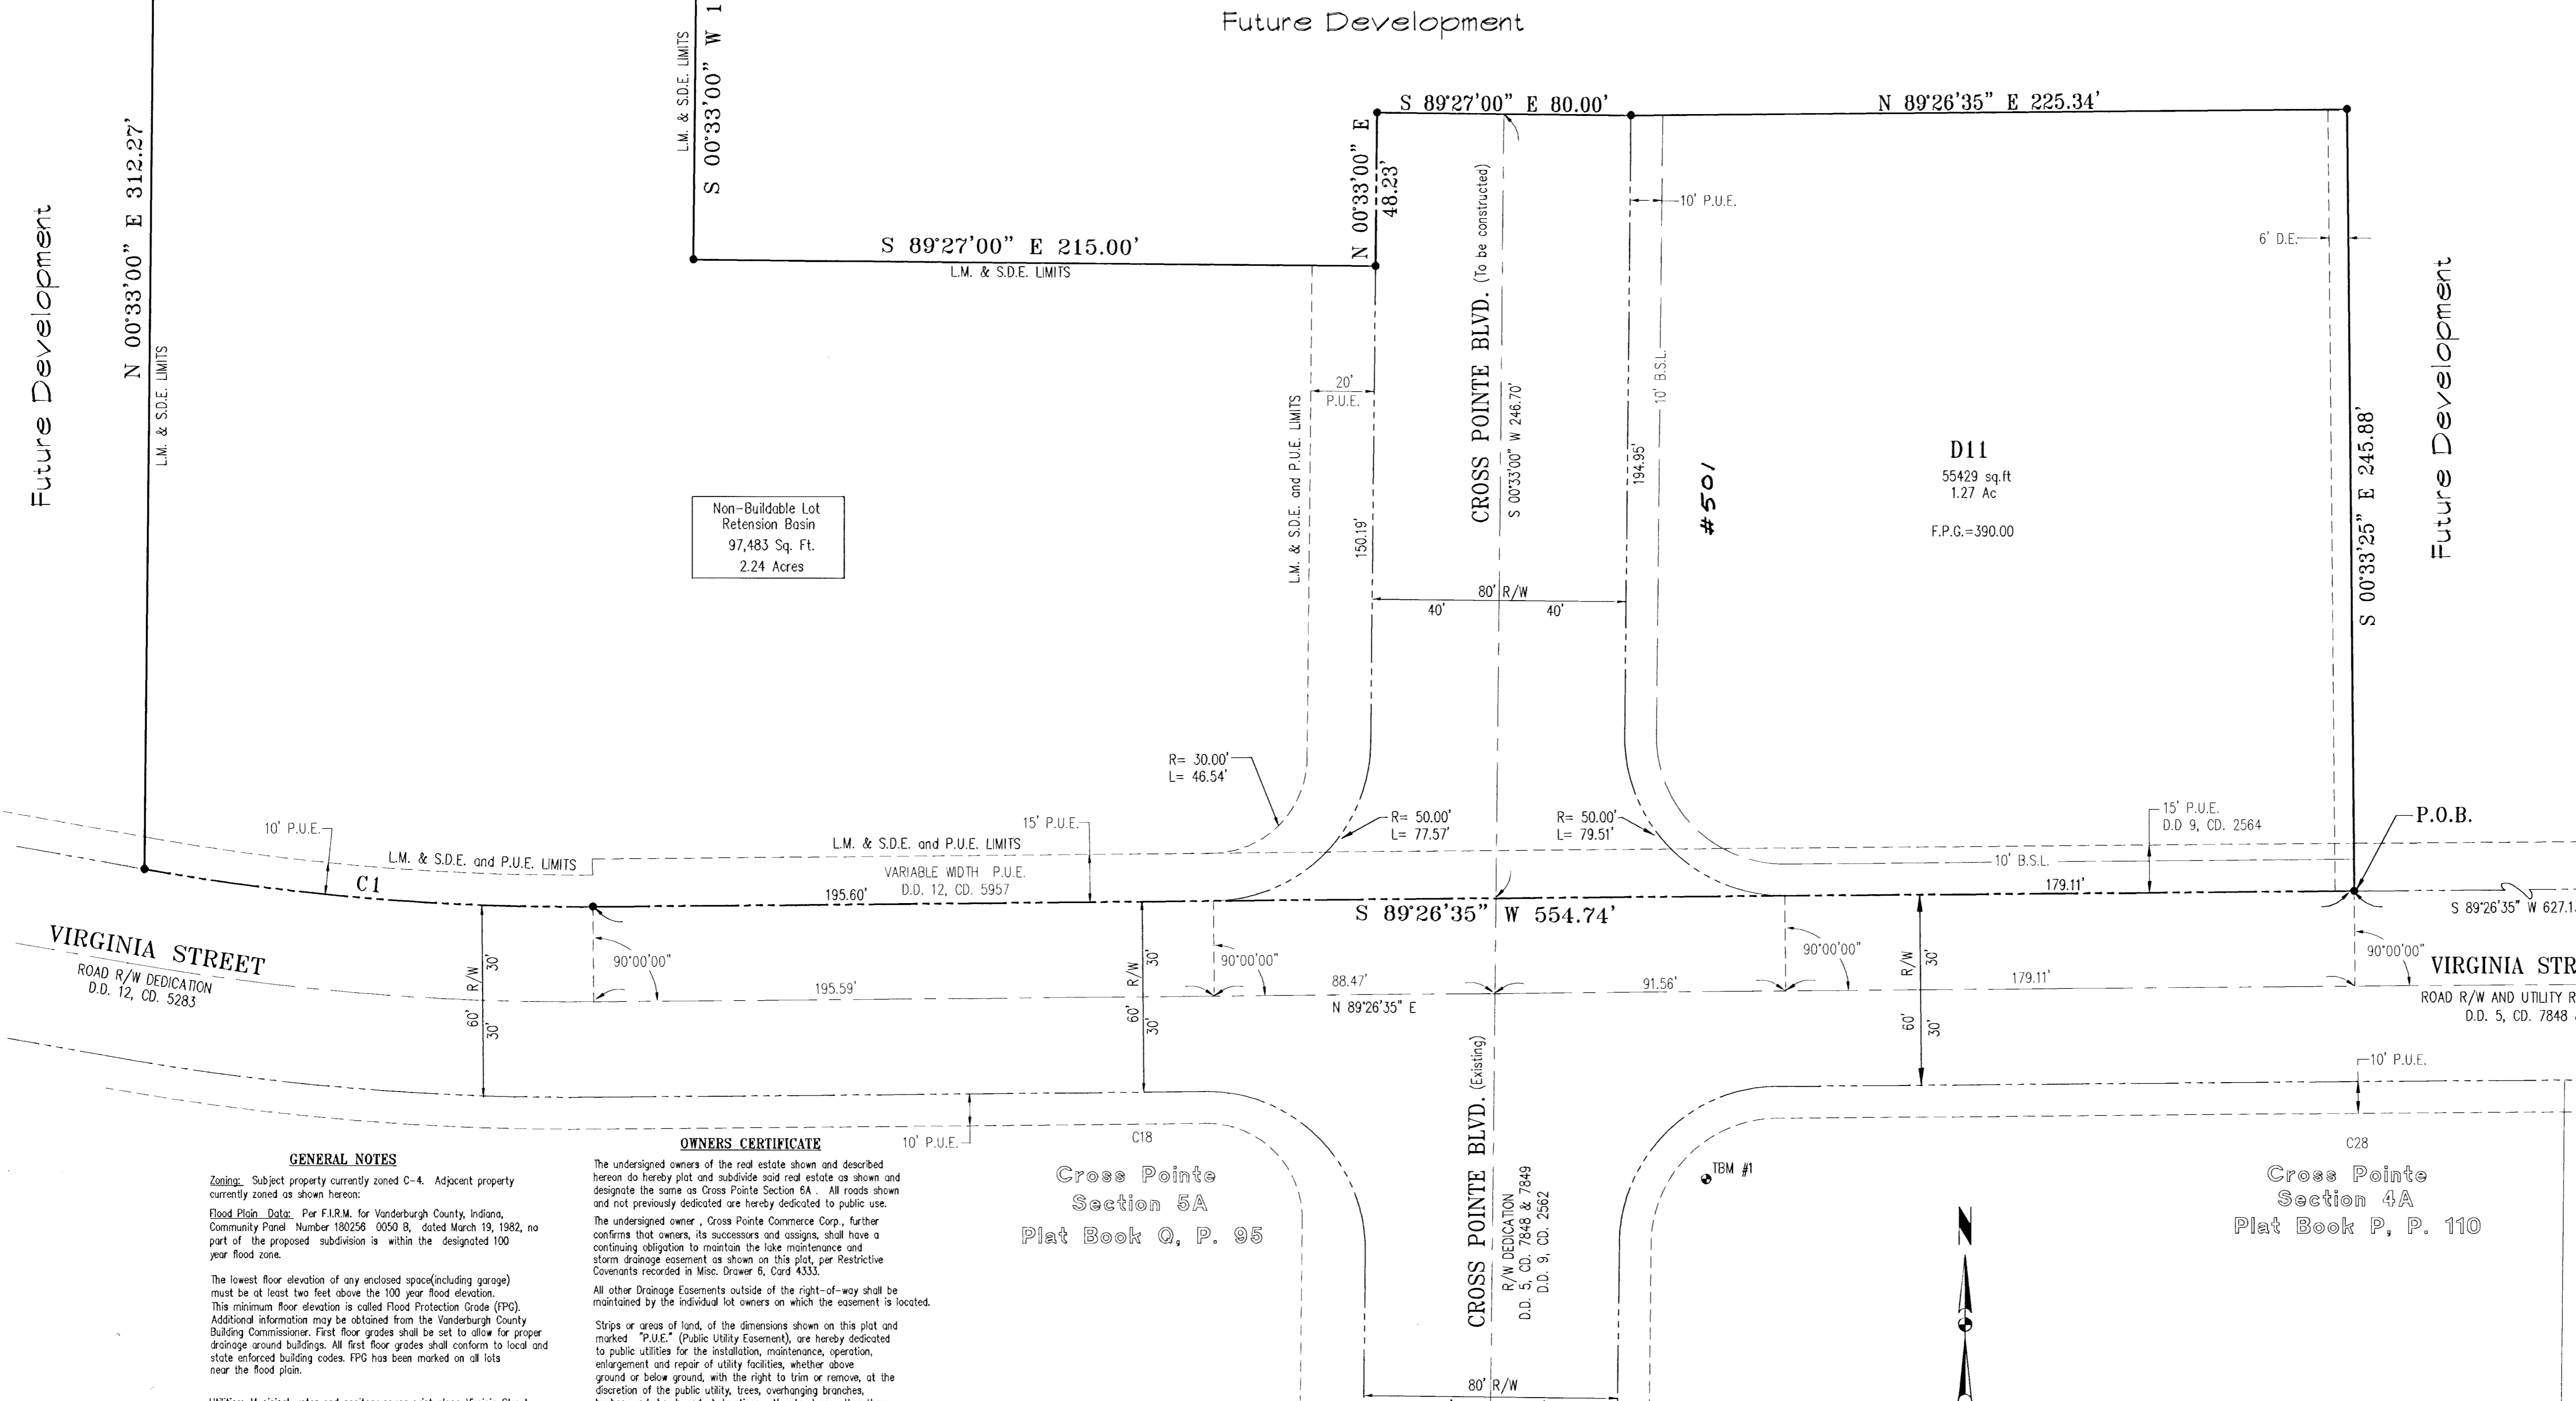 Future Development
S 00°33'00" W 1
L.M. & S.D.E. LIMITS
S 89°27'00" E 80.00'
N 89°26'35" E 225.34'
N 00°33'00" E 312.27'
L.M. & S.D.E. LIMITS
Future Development
N 00°33'00" E
48.23'
S 89°27'00" E 215.00'
L.M. & S.D.E. LIMITS
10' P.U.E.
6' D.E.
Future Development
CROSS POINTE BLVD. (To be constructed)
S 00°33'00" W 246.70'
20'
P.U.E.
L.M. & S.D.E. and P.U.E. LIMITS
10' B.S.L.
194.95'
150.19'
#501
D11
55429 sq.ft
1.27 Ac
F.P.G.=390.00
S 00°33'25" E 245.88'
Non-Buildable Lot
Retension Basin
97,483 Sq. Ft.
2.24 Acres
80' R/W
40' 40'
R= 30.00'
L= 46.54'
R= 50.00'
L= 77.57'
R= 50.00'
L= 79.51'
15' P.U.E.
D.D 9, CD. 2564
P.O.B.
10' P.U.E.
15' P.U.E.
L.M. & S.D.E. and P.U.E. LIMITS
L.M. & S.D.E. and P.U.E. LIMITS
VARIABLE WIDTH P.U.E.
D.D. 12, CD. 5957
10' B.S.L.
C1
195.60'
179.11'
S 89°26'35" W 554.74'
S 89°26'35" W 627.1
VIRGINIA STREET
ROAD R/W DEDICATION
D.D. 12, CD. 5283
R/W
60'
30'
30'
90°00'00"
195.59'
R/W
60'
30'
30'
90°00'00"
88.47'
N 89°26'35" E
91.56'
90°00'00"
R/W
60'
30'
30'
179.11'
90°00'00"
VIRGINIA STR
ROAD R/W AND UTILITY R
D.D. 5, CD. 7848
10' P.U.E.
10' P.U.E.
C18
Cross Pointe
Section 5A
Plat Book Q, P. 95
CROSS POINTE BLVD. (Existing)
R/W DEDICATION
D.D. 5, CD. 7848 & 7849
D.D. 9, CD. 2562
TBM #1
C28
Cross Pointe
Section 4A
Plat Book P, P. 110
N
80' R/W
GENERAL NOTES
Zoning: Subject property currently zoned C-4. Adjacent property
currently zoned as shown hereon:
Flood Plain Data: Per F.I.R.M. for Vanderburgh County, Indiana,
Community Panel Number 180256 0050 B, dated March 19, 1982, no
part of the proposed subdivision is within the designated 100
year flood zone.
The lowest floor elevation of any enclosed space(including garage)
must be at least two feet above the 100 year flood elevation.
This minimum floor elevation is called Flood Protection Grade (FPG).
Additional information may be obtained from the Vanderburgh County
Building Commissioner. First floor grades shall be set to allow for proper
drainage around buildings. All first floor grades shall conform to local and
state enforced building codes. FPG has been marked on all lots
near the flood plain.
OWNERS CERTIFICATE
The undersigned owners of the real estate shown and described
hereon do hereby plat and subdivide said real estate as shown and
designate the same as Cross Pointe Section 6A . All roads shown
and not previously dedicated are hereby dedicated to public use.
The undersigned owner , Cross Pointe Commerce Corp., further
confirms that owners, its successors and assigns, shall have a
continuing obligation to maintain the lake maintenance and
storm drainage easement as shown on this plat, per Restrictive
Covenants recorded in Misc. Drawer 6, Card 4333.
All other Drainage Easements outside of the right-of-way shall be
maintained by the individual lot owners on which the easement is located.
Strips or areas of land, of the dimensions shown on this plat and
marked "P.U.E." (Public Utility Easement), are hereby dedicated
to public utilities for the installation, maintenance, operation,
enlargement and repair of utility facilities, whether above
ground or below ground, with the right to trim or remove, at the
discretion of the public utility, trees, overhanging branches,